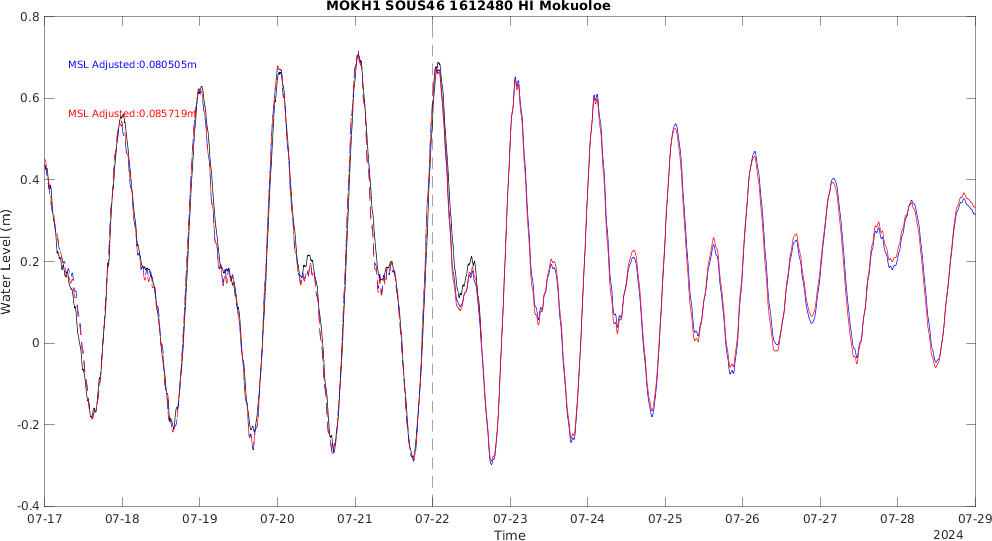 MOKH1 SOUS46 1612480 HI Mokuoloe
0.8
MSL Adjusted:0.080505m
0.6
MSL Adjusted:0.085719m
0.4
0.2
0
-0.2
-0.4
Water Level (m)
07-17 07-18 07-19 07-20 07-21 07-22 07-23 07-24 07-25 07-26 07-27 07-28 07-29
Time
2024